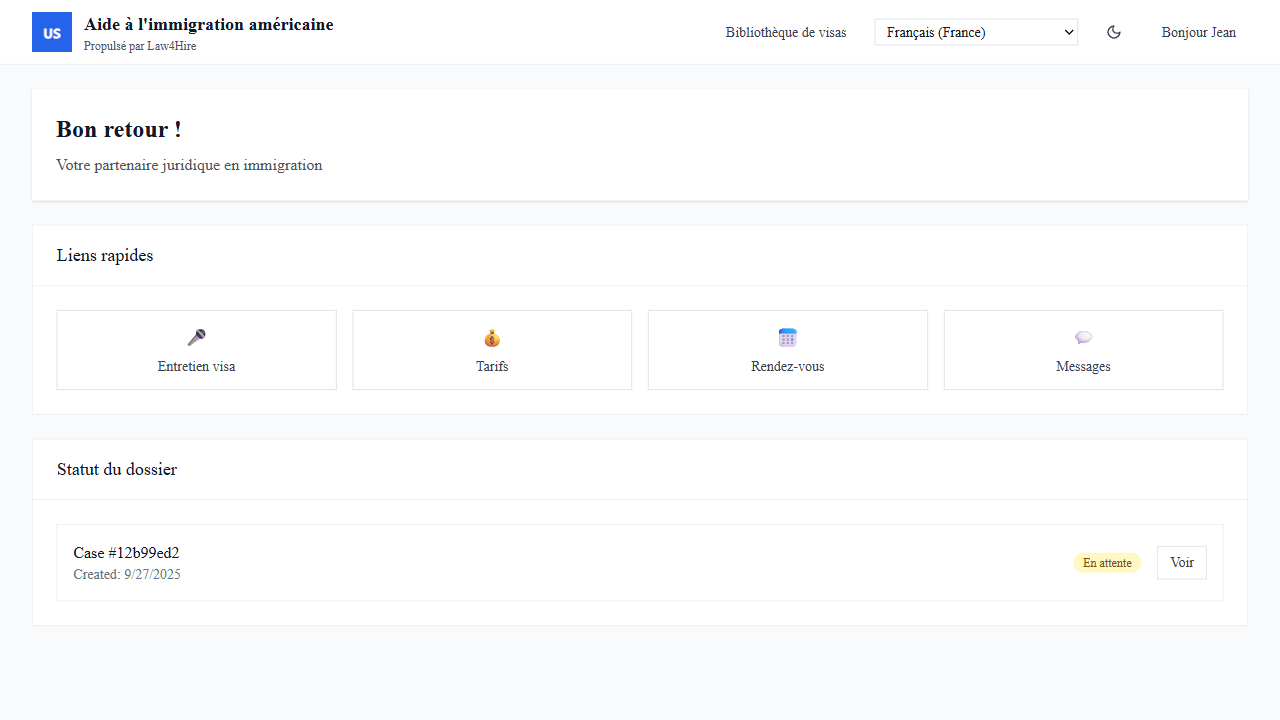 US
Aide à l'immigration américaine
Propulsé par Law4Hire
Bibliothèque de visas
Français (France)
Bonjour Jean
Bon retour !
Votre partenaire juridique en immigration
Liens rapides
Entretien visa
Tarifs
Rendez-vous
Messages
Statut du dossier
Case #12b99ed2
Created: 9/27/2025
En attente
Voir